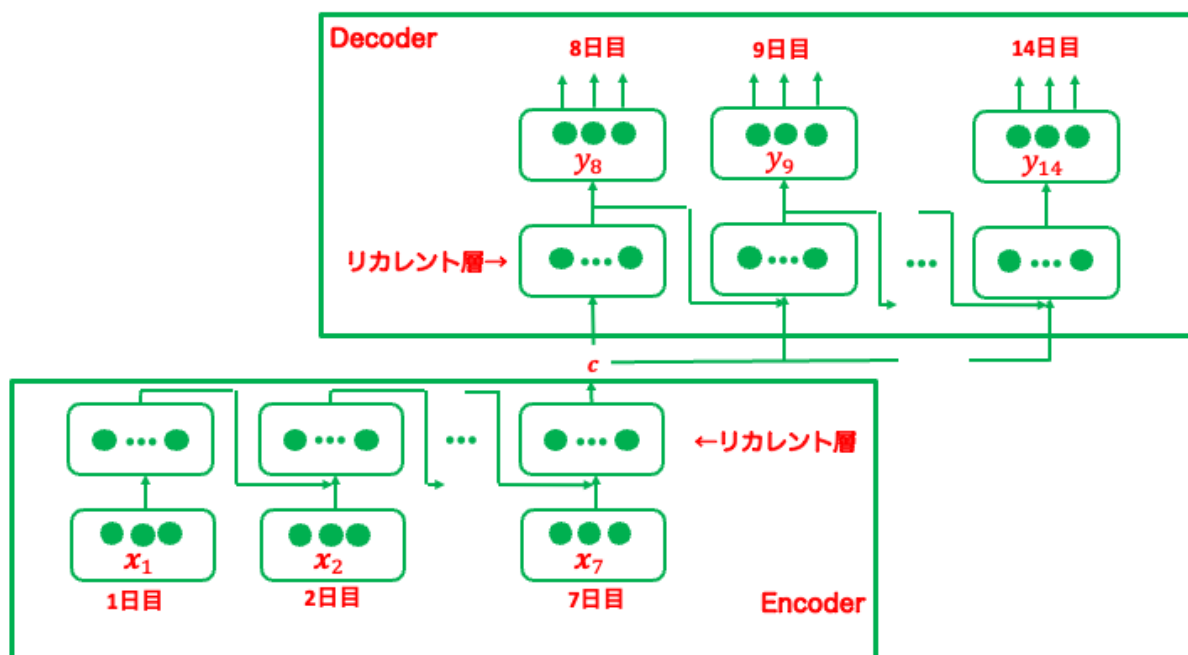 Decoder
8日目
9日目
14日目
y8
y9
y14
リカレント層→
...
...
...
...
c
...
...
...
...
←リカレント層
x1
x2
x7
1日目
2日目
7日目
Encoder